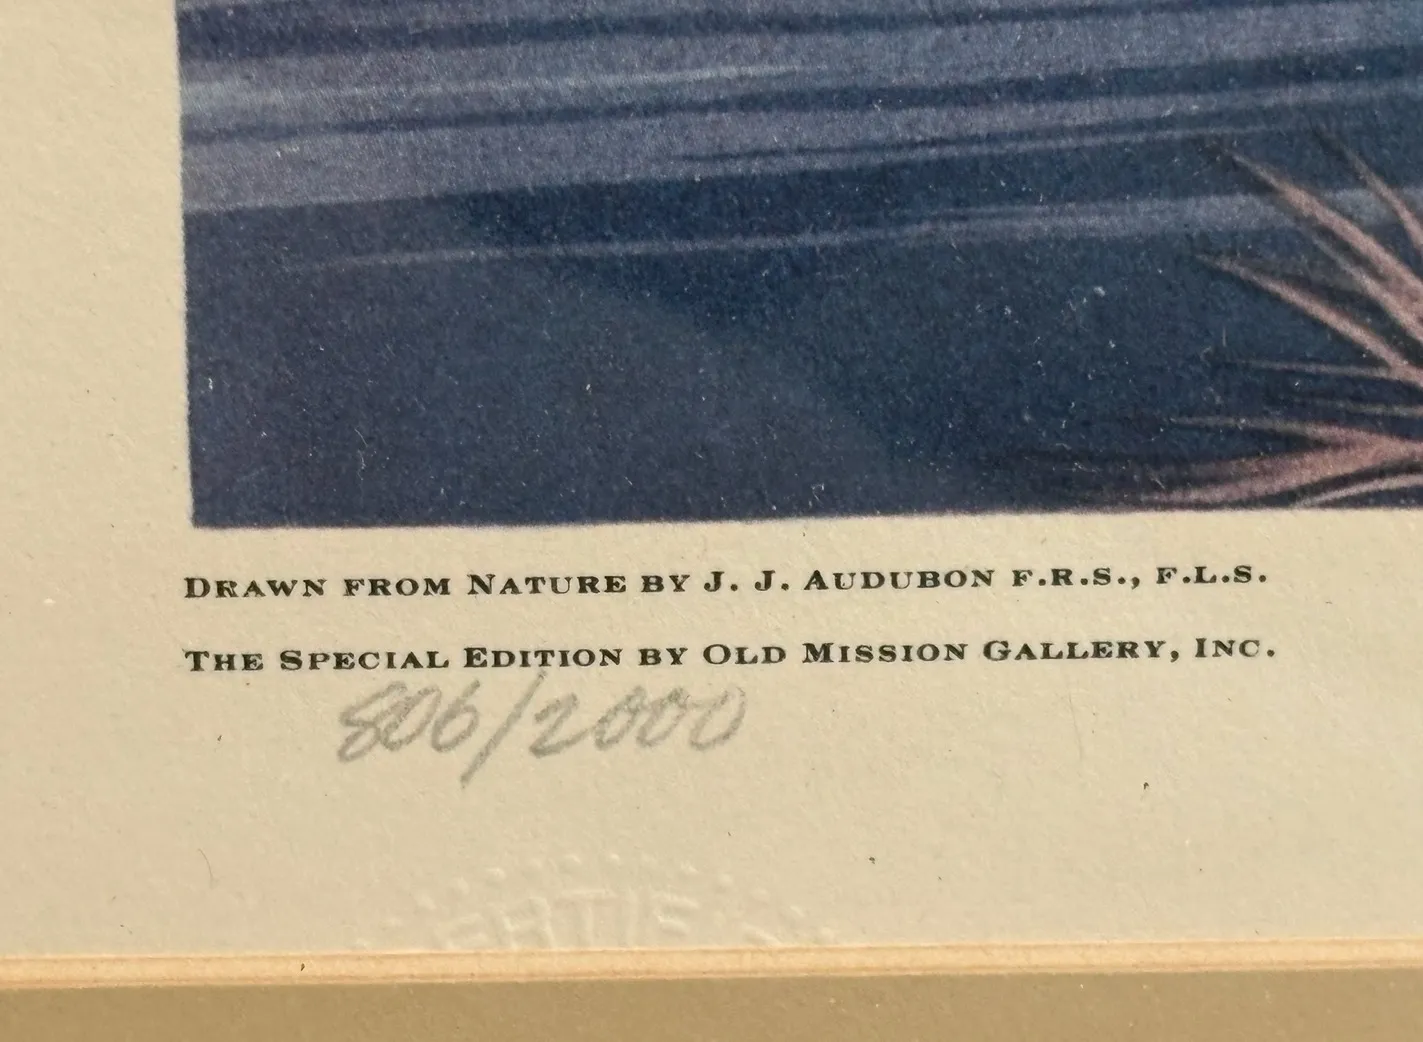 DRAWN FROM NATURE BY J. J. AUDUBON F.R.S., F.L.S.
THE SPECIAL EDITION BY OLD MISSION GALLERY, INC.
806/2000